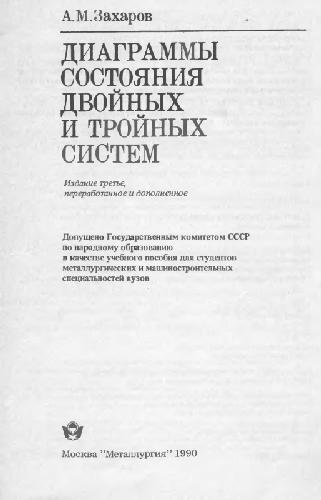 А.М.Захаров
ДИАГРАММЫ
СОСТОЯНИЯ
ДВОЙНЫХ
И ТРОЙНЫХ
СИСТЕМ
Издание третье,
переработанное и дополненное
Допущено Государственным комитетом СССР
по народному образованию
в качестве учебного пособия для студентов
металлургических и машиностроительных
специальностей вузов
Москва "Металлургия" 1990